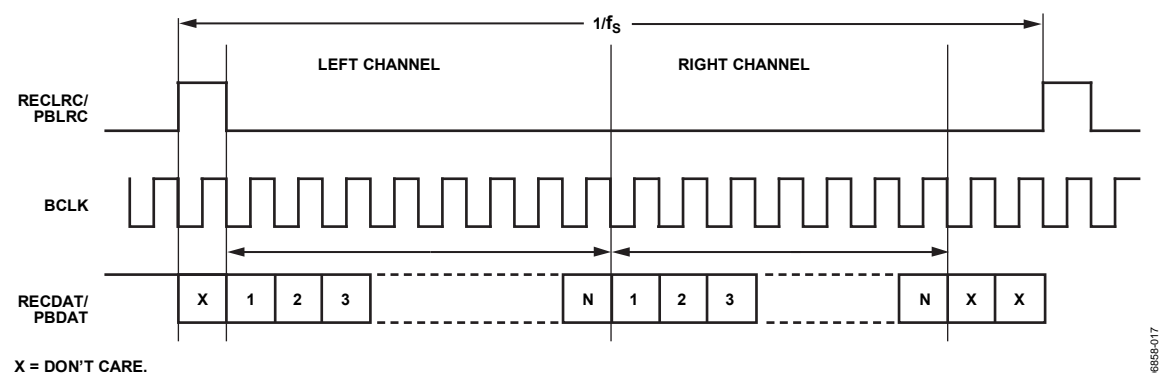 1/fS
LEFT CHANNEL RIGHT CHANNEL
RECLRC/
PBLRC
BCLK
RECDAT/
PBDAT
X 1 2 3 N 1 2 3 N X X
X = DON'T CARE.
06858-017